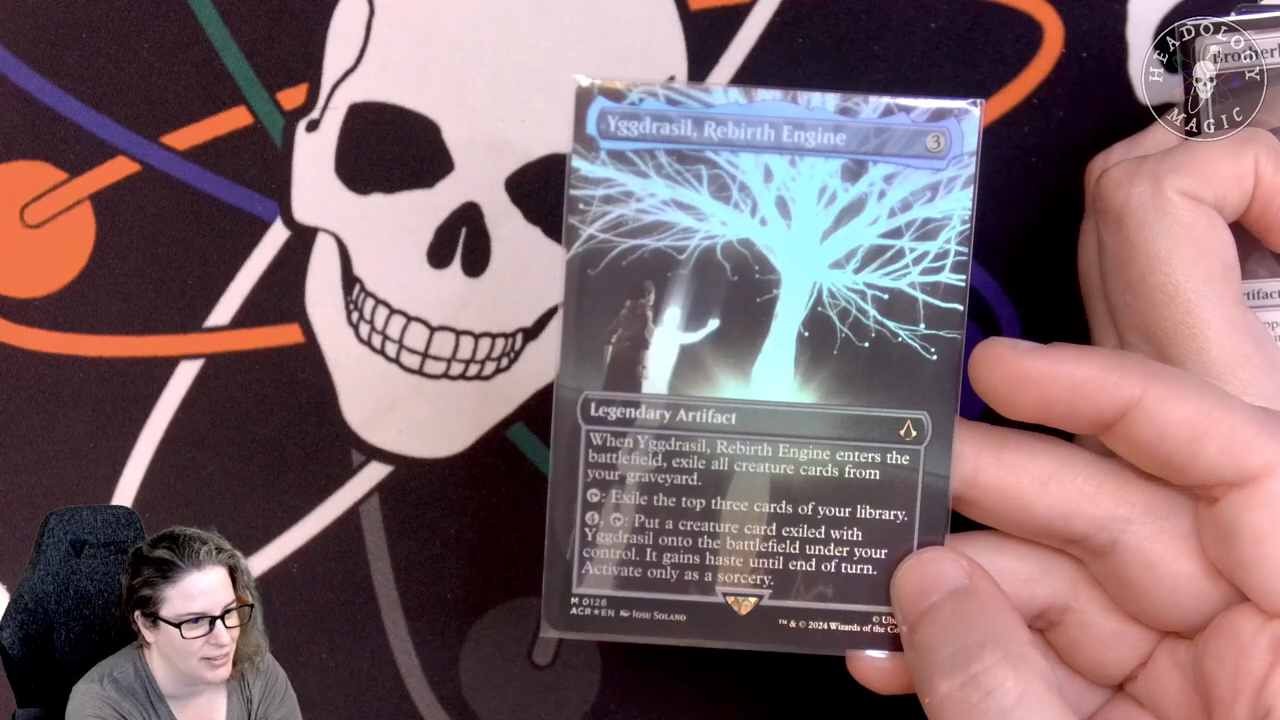 HEADOLOGY
MAGIC
Yggdrasil, Rebirth Engine 3
Legendary Artifact
When Yggdrasil, Rebirth Engine enters the
battlefield, exile all creature cards from
your graveyard.
: Exile the top three cards of your library.
4, : Put a creature card exiled with
Yggdrasil onto the battlefield under your
control. It gains haste until end of turn.
Activate only as a sorcery.
M 0126
ACR★EN Josu Solano
™ & © 2024 Wizards of the